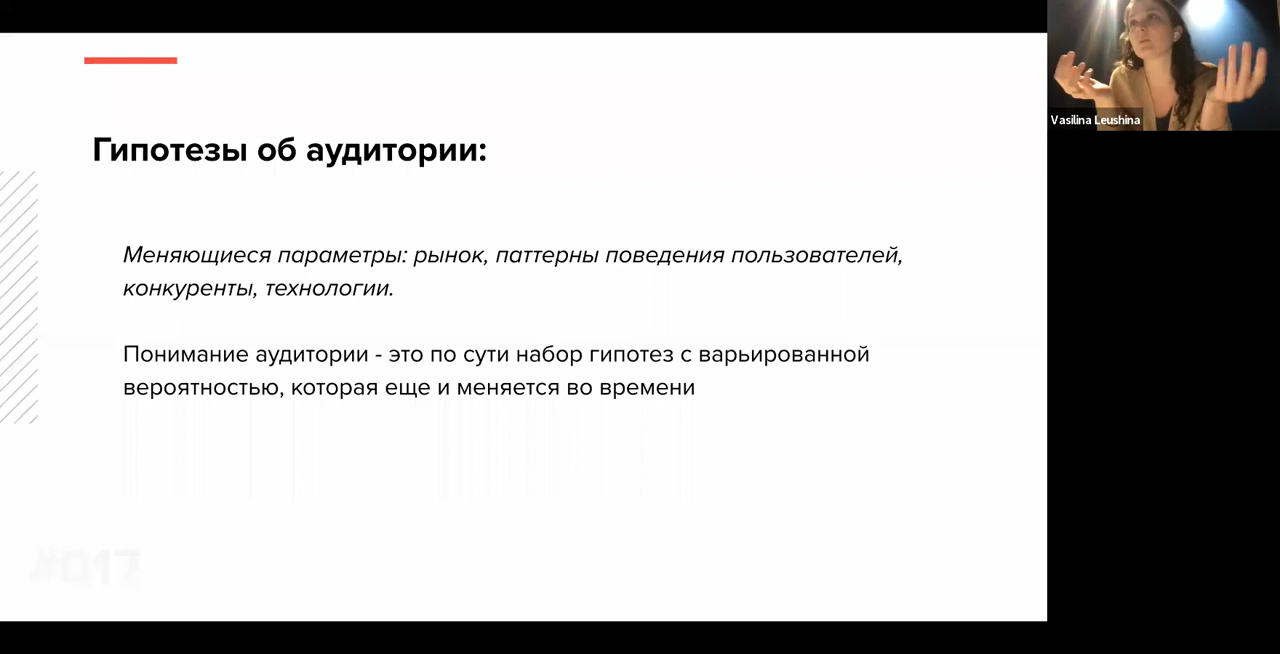 Гипотезы об аудитории:
Меняющиеся параметры: рынок, паттерны поведения пользователей,
конкуренты, технологии.
Понимание аудитории - это по сути набор гипотез с варьированной
вероятностью, которая еще и меняется во времени
#017
Vasilina Leushina